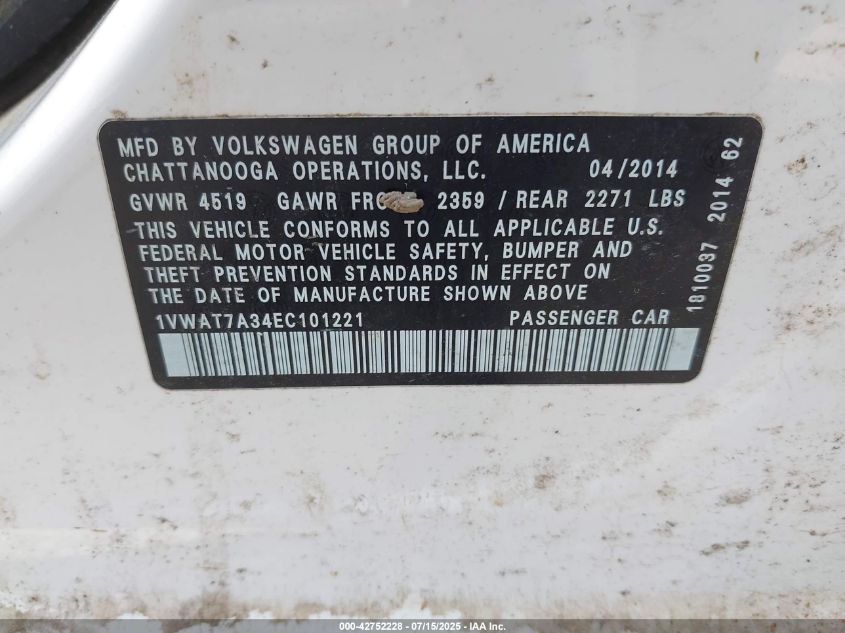 MFD BY VOLKSWAGEN GROUP OF AMERICA
CHATTANOOGA OPERATIONS, LLC. 04/2014
GVWR 4519 GAWR 2359 / REAR 2271 LBS
THIS VEHICLE CONFORMS TO ALL APPLICABLE U.S.
FEDERAL MOTOR VEHICLE SAFETY, BUMPER AND
THEFT PREVENTION STANDARDS IN EFFECT ON
THE DATE OF MANUFACTURE SHOWN ABOVE
1VWAT7A34EC101221 PASSENGER CAR
1810037 2014 62
000-42752228 - 07/15/2025 - IAA Inc.